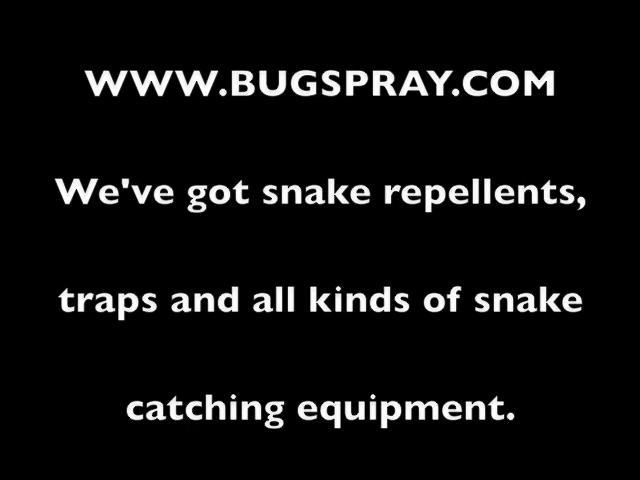 WWW.BUGSPRAY.COM
We've got snake repellents,
traps and all kinds of snake
catching equipment.